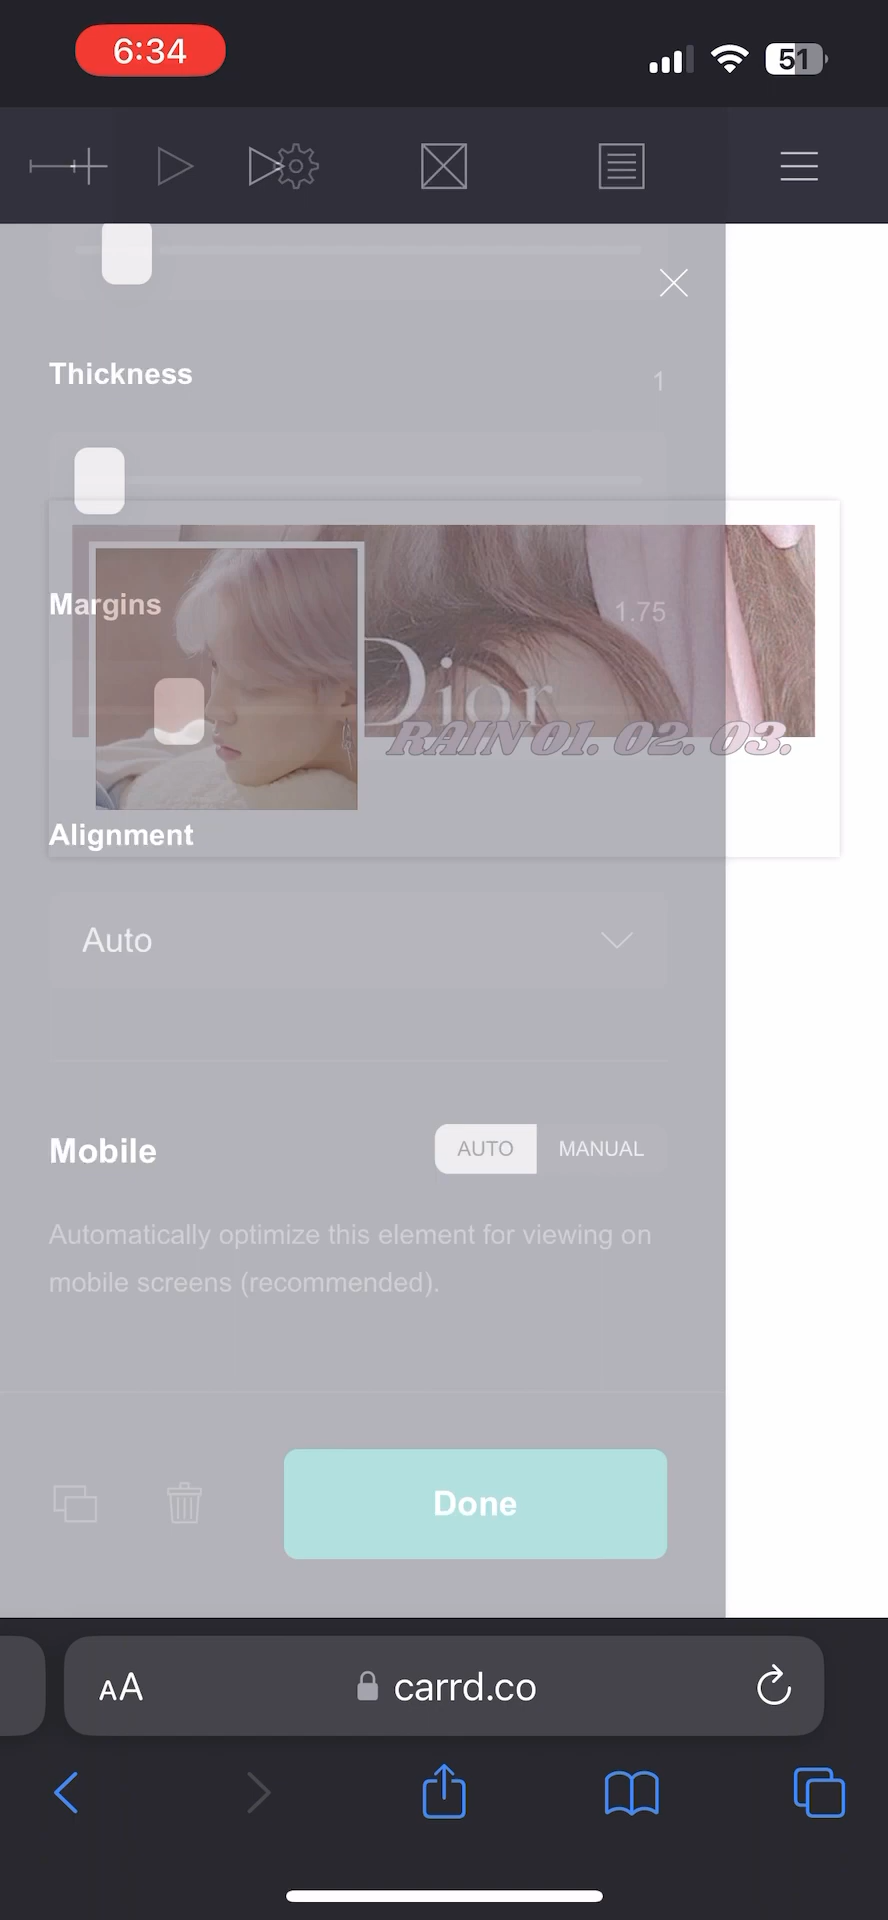 6:34
51
Thickness
1
Margins
1.75
Dior
RAIN 01. 02. 03.
Alignment
Auto
Mobile
AUTO
MANUAL
Automatically optimize this element for viewing on
mobile screens (recommended).
Done
AA
carrd.co